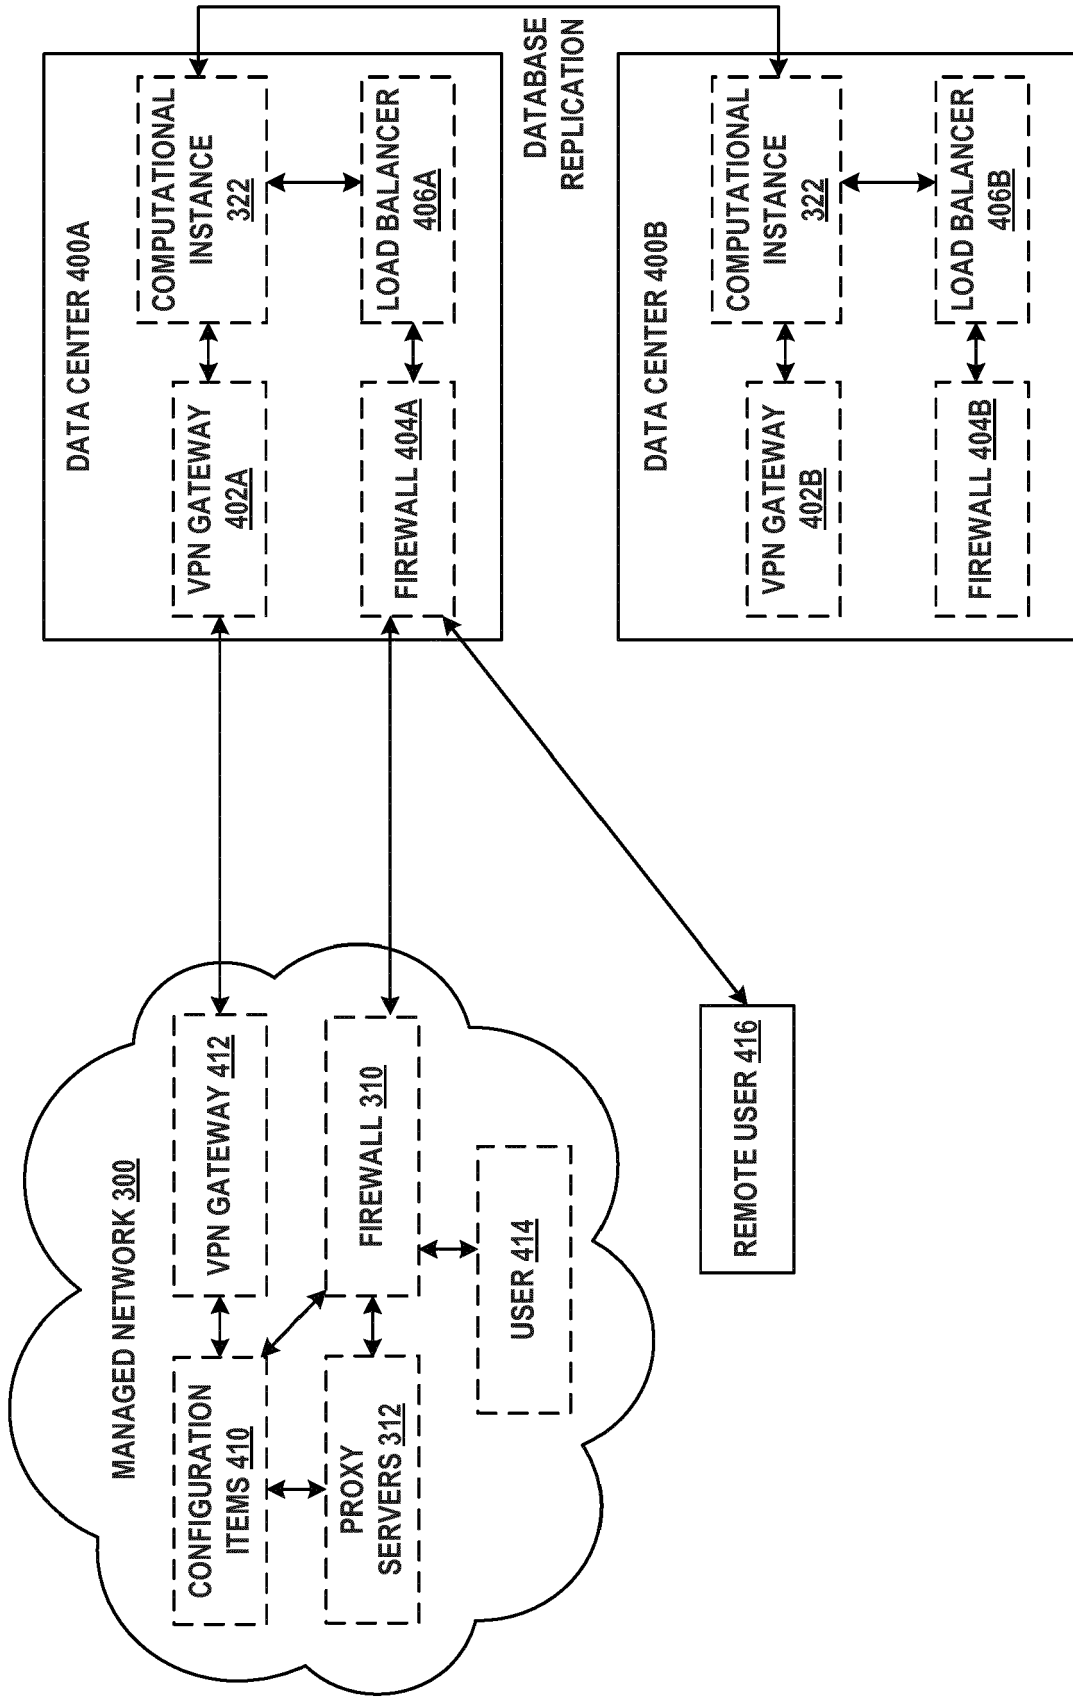 MANAGED NETWORK 300
CONFIGURATION
ITEMS 410
VPN GATEWAY 412
PROXY
SERVERS 312
FIREWALL 310
USER 414
REMOTE USER 416
DATA CENTER 400A
VPN GATEWAY
402A
COMPUTATIONAL
INSTANCE
322
FIREWALL 404A
LOAD BALANCER
406A
DATABASE
REPLICATION
DATA CENTER 400B
VPN GATEWAY
402B
COMPUTATIONAL
INSTANCE
322
FIREWALL 404B
LOAD BALANCER
406B